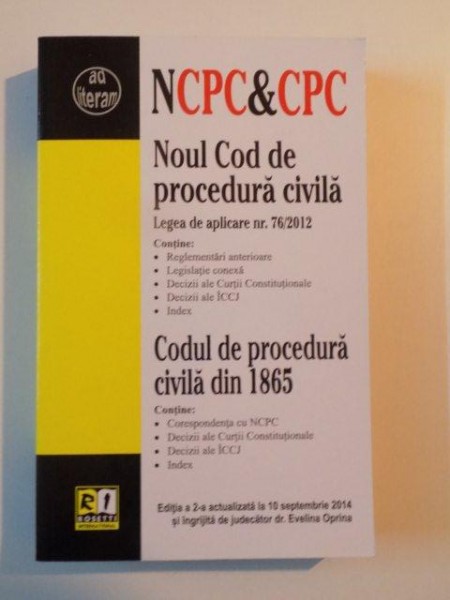 ad
literam
NCPC&CPC
Noul Cod de
procedură civilă
Legea de aplicare nr. 76/2012
Conține:
• Reglementări anterioare
• Legislație conexă
• Decizii ale Curții Constituționale
• Decizii ale ÎCCJ
• Index
Codul de procedură
civilă din 1865
Conține:
• Corespondența cu NCPC
• Decizii ale Curții Constituționale
• Decizii ale ÎCCJ
• Index
Ediția a 2-a actualizată la 10 septembrie 2014
și îngrijită de judecător dr. Evelina Oprina
R I
ROSETTI
INTERNATIONAL